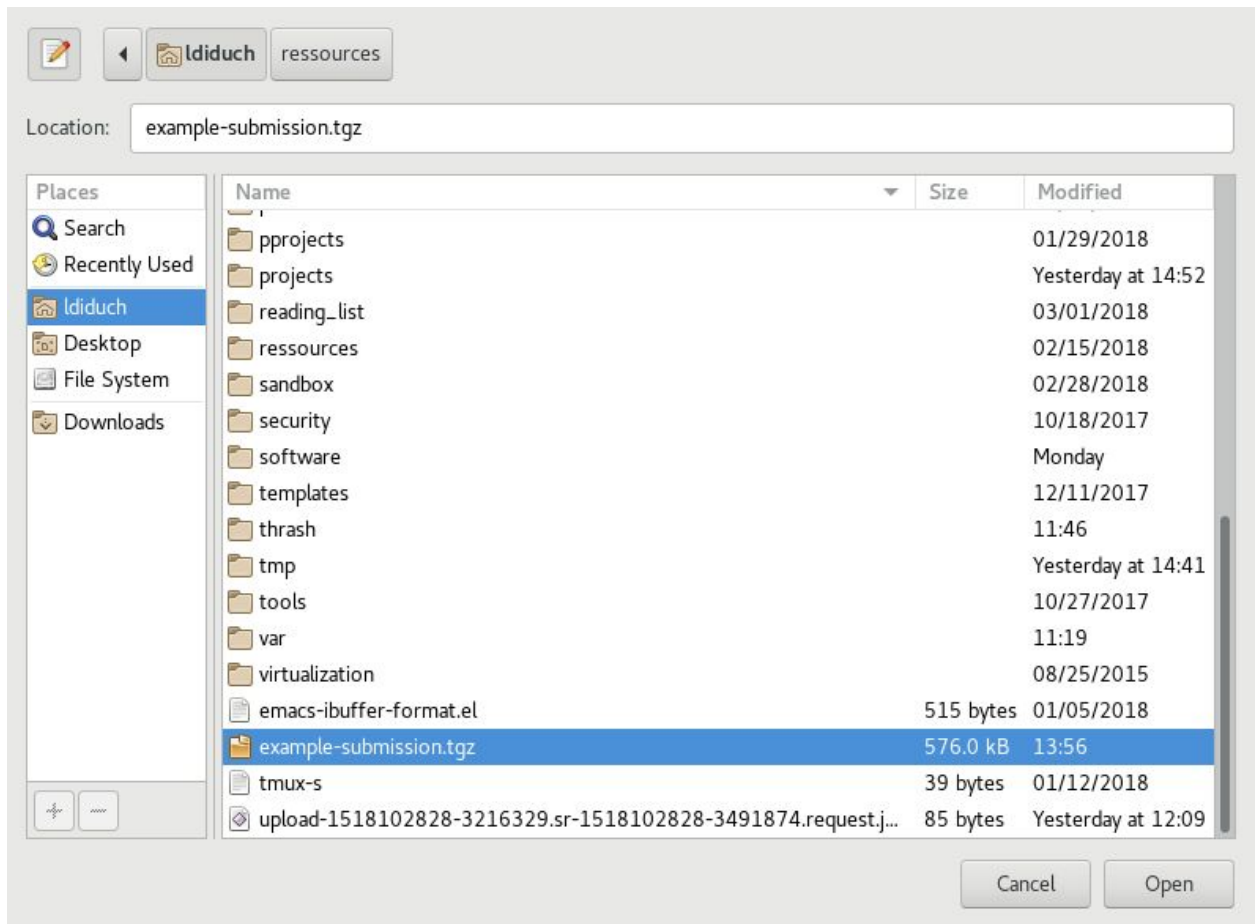 ldiduch ressources
Location: example-submission.tgz
Places
Search
Recently Used
ldiduch
Desktop
File System
Downloads
Name Size Modified
pprojects 01/29/2018
projects Yesterday at 14:52
reading_list 03/01/2018
ressources 02/15/2018
sandbox 02/28/2018
security 10/18/2017
software Monday
templates 12/11/2017
thrash 11:46
tmp Yesterday at 14:41
tools 10/27/2017
var 11:19
virtualization 08/25/2015
emacs-ibuffer-format.el 515 bytes 01/05/2018
example-submission.tgz 576.0 kB 13:56
tmux-s 39 bytes 01/12/2018
upload-1518102828-3216329.sr-1518102828-3491874.request.j... 85 bytes Yesterday at 12:09
Cancel Open